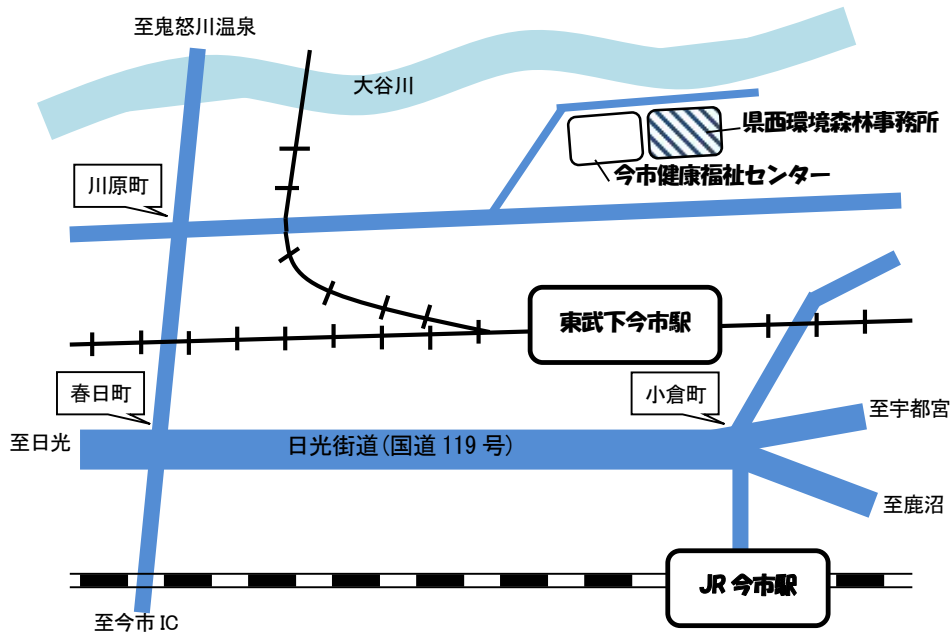 至鬼怒川温泉
大谷川
県西環境森林事務所
今市健康福祉センター
川原町
東武下今市駅
春日町
小倉町
至宇都宮
至日光
日光街道(国道 119 号)
至鹿沼
JR 今市駅
至今市 IC